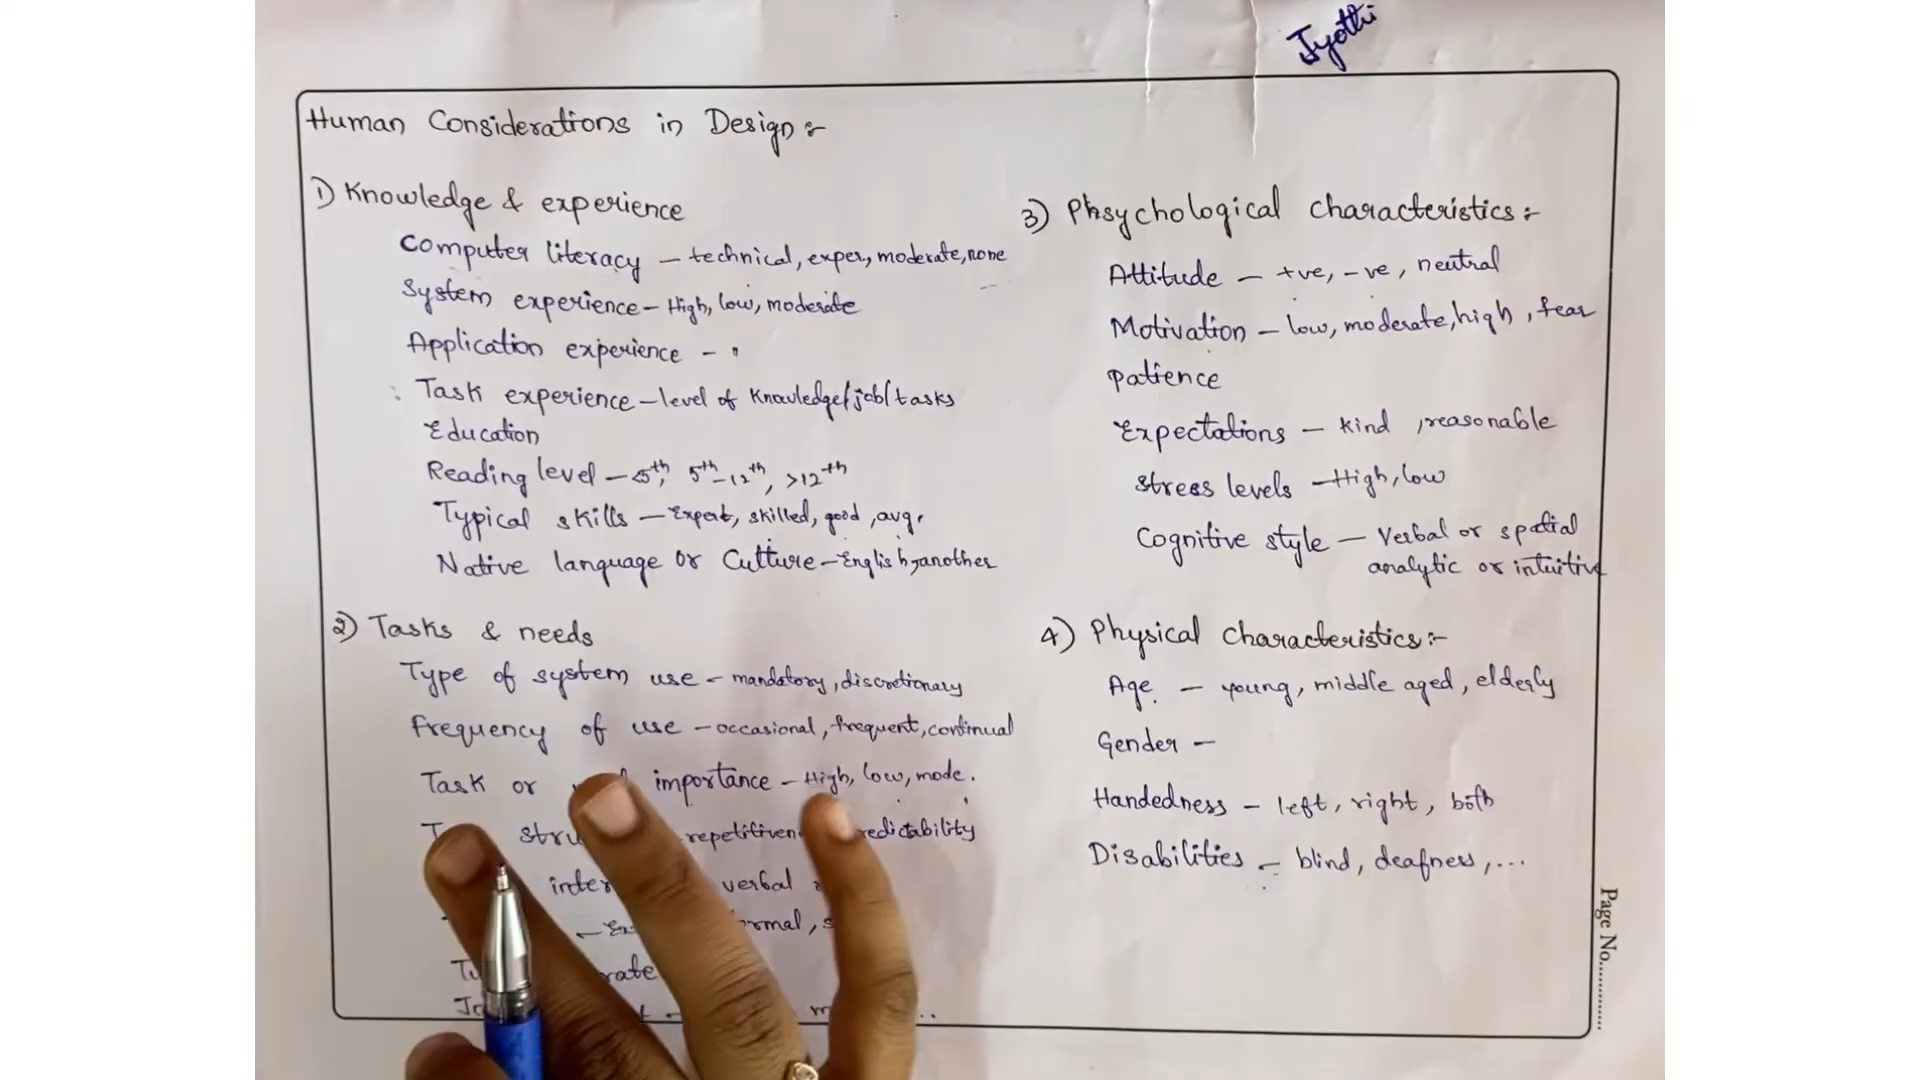 Jyothi
Human Considerations in Design:-
1) Knowledge & experience
Computer literacy - technical, exper, moderate, none
System experience - High, low, moderate
Application experience - "
Task experience - level of Knowledge/job/tasks
Education
Reading level - <5th, 5th-12th, >12th
Typical skills - Expert, skilled, good, avg.
Native language or Culture - English, another
2) Tasks & needs
Type of system use - mandatory, discretionary
Frequency of use - occasional, frequent, continual
Task or importance - High, low, mode.
verbal
3) Phsychological characteristics:-
Attitude - +ve, -ve, neutral
Motivation - low, moderate, high, fear
patience
Expectations - kind, reasonable
stress levels - High, low
Cognitive style - Verbal or spatial
analytic or intuitive
4) Physical characteristics:-
Age - young, middle aged, elderly
Gender -
Handedness - left, right, both
Disabilities - blind, deafness, ...
Page No.............